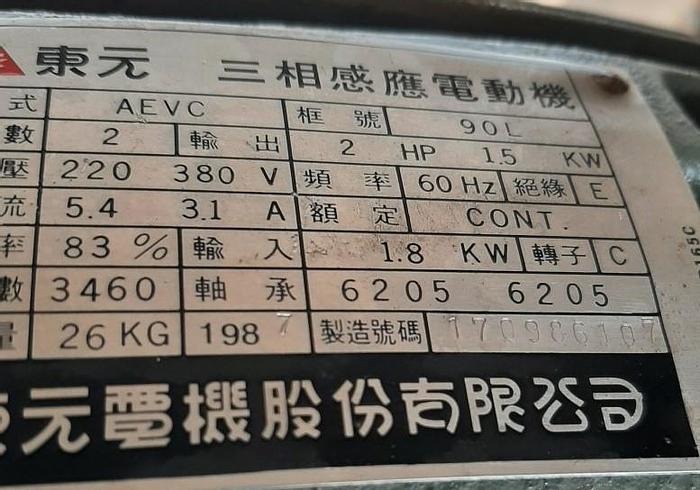 東元 三相感應電動機
式 AEVC 框號 90L
數 2 輸出 2 HP 1.5 KW
壓 220 380 V 頻率 60 Hz 絕緣 E
流 5.4 3.1 A 額定 CONT.
率 83 % 輸入 1.8 KW 轉子 C
數 3460 軸承 6205 6205
量 26 KG 1987 製造號碼
東元電機股份有限公司